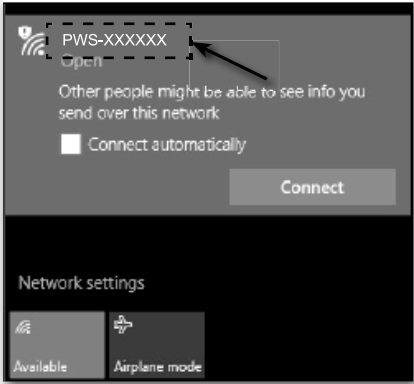 PWS-XXXXXX
Open
Other people might be able to see info you
send over this network
Connect automatically
Connect
Network settings
Available
Airplane mode